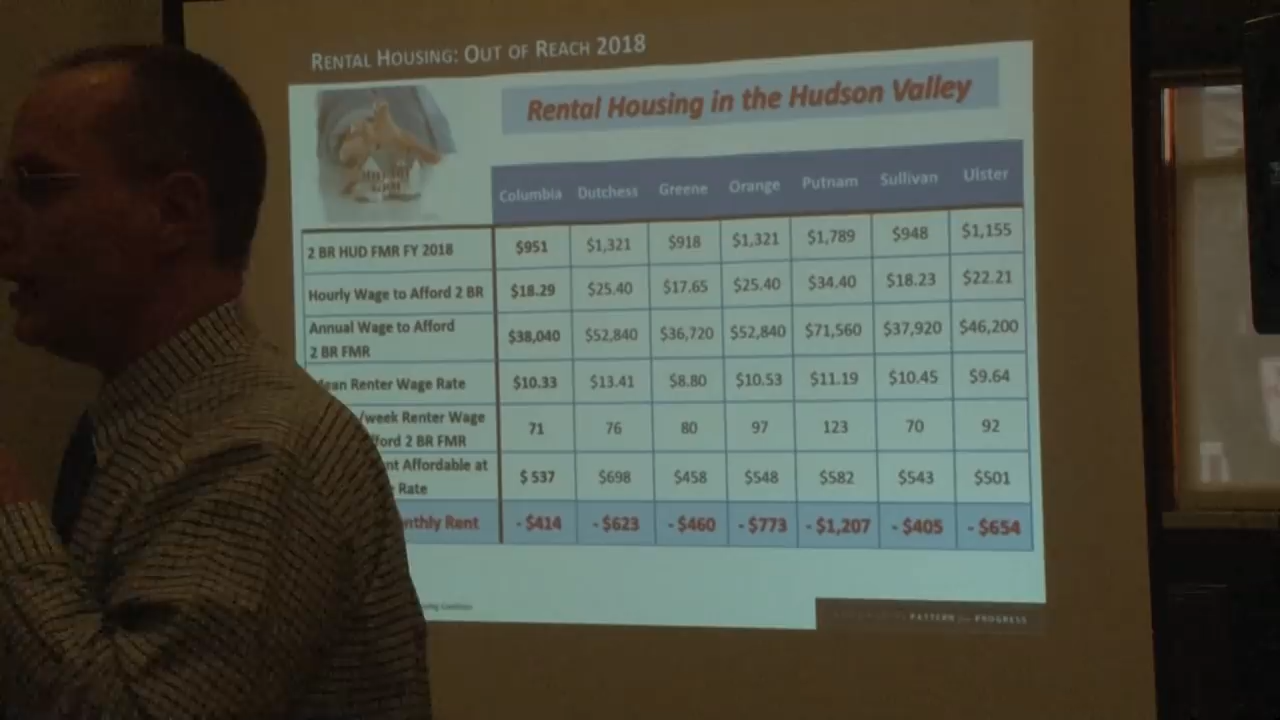 RENTAL HOUSING: OUT OF REACH 2018
Rental Housing in the Hudson Valley
Columbia Dutchess Greene Orange Putnam Sullivan Ulster
2 BR HUD FMR FY 2018 $951 $1,321 $918 $1,321 $1,789 $948 $1,155
Hourly Wage to Afford 2 BR $18.29 $25.40 $17.65 $25.40 $34.40 $18.23 $22.21
Annual Wage to Afford
2 BR FMR $38,040 $52,840 $36,720 $52,840 $71,560 $37,920 $46,200
Renter Wage Rate $10.33 $13.41 $8.80 $10.53 $11.19 $10.45 $9.64
/week Renter Wage
2 BR FMR 71 76 80 97 123 70 92
Affordable at
Rate $ 537 $698 $458 $548 $582 $543 $501
Rent - $414 - $623 - $460 - $773 - $1,207 - $405 - $654
PATTERN for PROGRESS